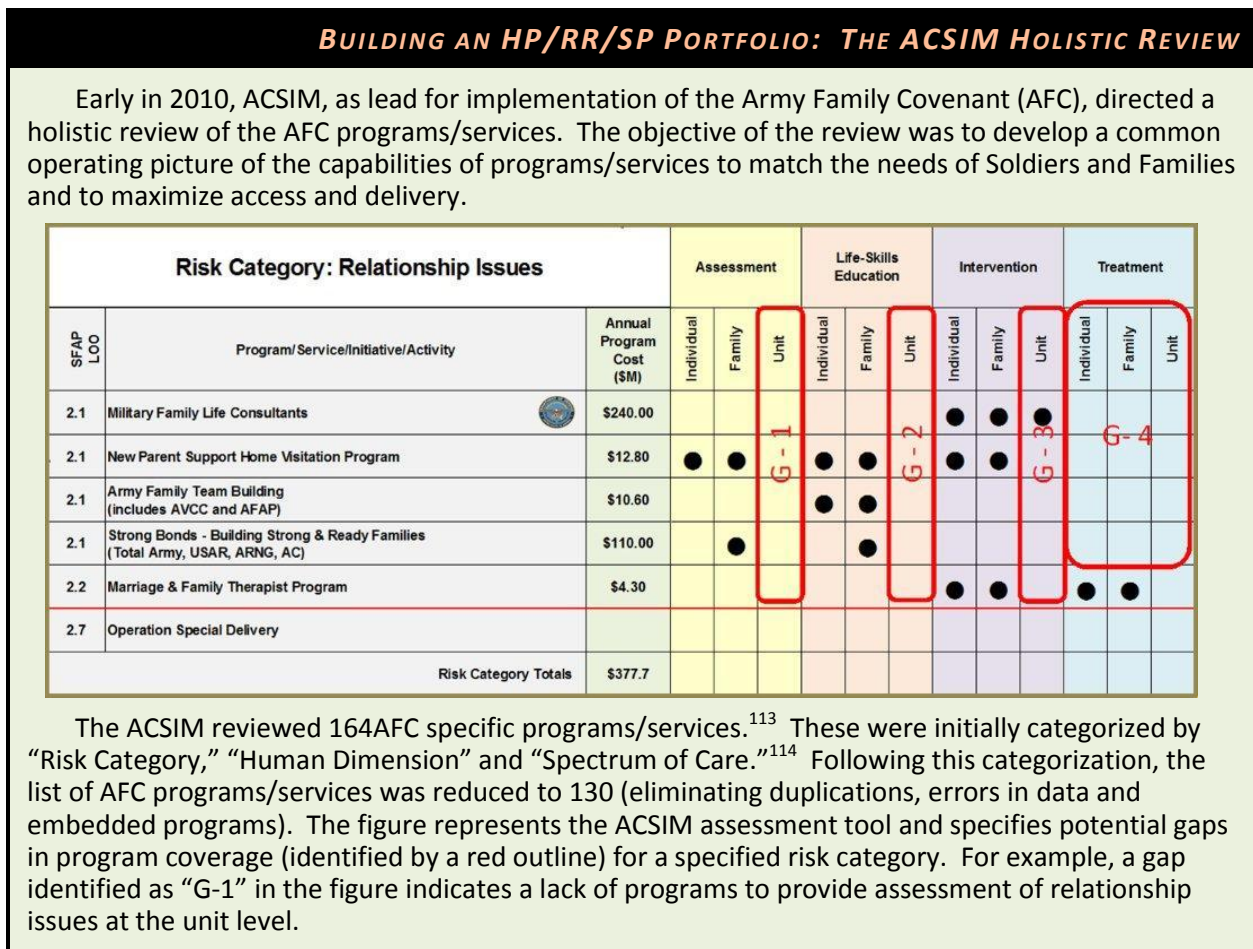 BUILDING AN HP/RR/SP PORTFOLIO: THE ACSIM HOLISTIC REVIEW
Early in 2010, ACSIM, as lead for implementation of the Army Family Covenant (AFC), directed a
holistic review of the AFC programs/services. The objective of the review was to develop a common
operating picture of the capabilities of programs/services to match the needs of Soldiers and Families
and to maximize access and delivery.
Risk Category: Relationship Issues
Assessment
Life-Skills
Education
Intervention
Treatment
SFAP
LOO
Program/Service/Initiative/Activity
Annual
Program
Cost
($M)
Individual
Family
Unit
Individual
Family
Unit
Individual
Family
Unit
Individual
Family
Unit
2.1 Military Family Life Consultants $240.00
2.1 New Parent Support Home Visitation Program $12.80
2.1 Army Family Team Building
(includes AVCC and AFAP) $10.60
2.1 Strong Bonds - Building Strong & Ready Families
(Total Army, USAR, ARNG, AC) $110.00
2.2 Marriage & Family Therapist Program $4.30
2.7 Operation Special Delivery
Risk Category Totals $377.7
G - 1
G - 2
G - 3
G- 4
The ACSIM reviewed 164AFC specific programs/services.113 These were initially categorized by
“Risk Category,” “Human Dimension” and “Spectrum of Care.”114 Following this categorization, the
list of AFC programs/services was reduced to 130 (eliminating duplications, errors in data and
embedded programs). The figure represents the ACSIM assessment tool and specifies potential gaps
in program coverage (identified by a red outline) for a specified risk category. For example, a gap
identified as “G-1” in the figure indicates a lack of programs to provide assessment of relationship
issues at the unit level.